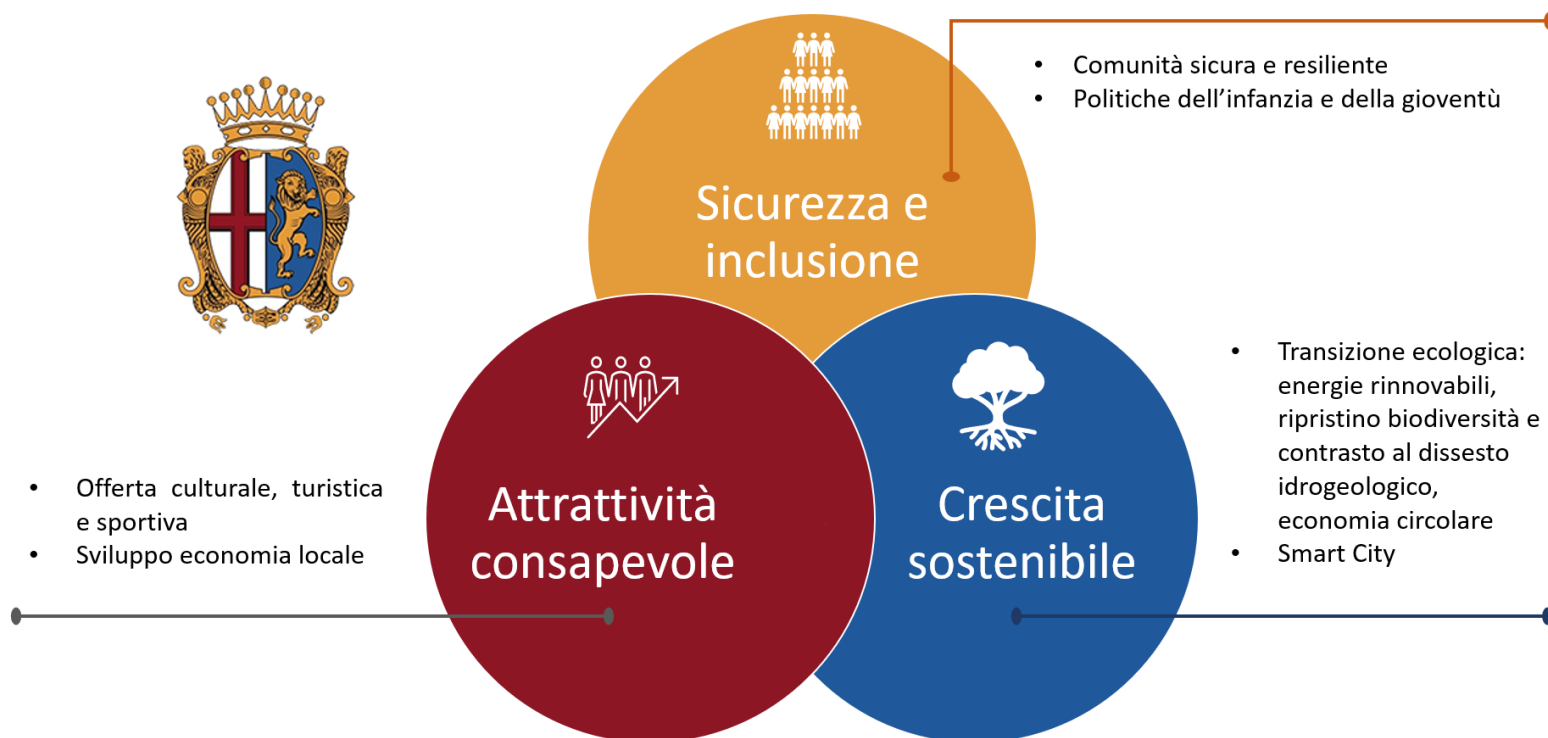 • Comunità sicura e resiliente
• Politiche dell’infanzia e della gioventù
Sicurezza e
inclusione
• Offerta culturale, turistica
e sportiva
• Sviluppo economia locale
Attrattività
consapevole
Crescita
sostenibile
• Transizione ecologica:
energie rinnovabili,
ripristino biodiversità e
contrasto al dissesto
idrogeologico,
economia circolare
• Smart City